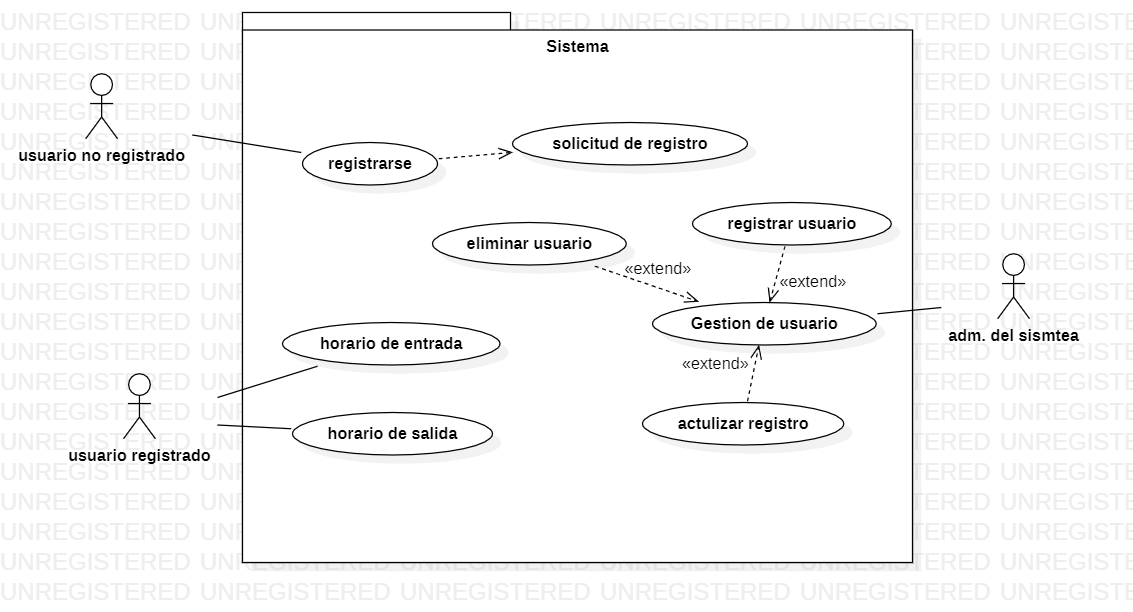 Sistema
usuario no registrado
registrarse
solicitud de registro
eliminar usuario
registrar usuario
«extend»
«extend»
Gestion de usuario
adm. del sismtea
horario de entrada
«extend»
actulizar registro
horario de salida
usuario registrado
UNREGISTERED UNREGISTERED UNREGISTERED UNREGISTERED UNREGISTERED UNREGISTE